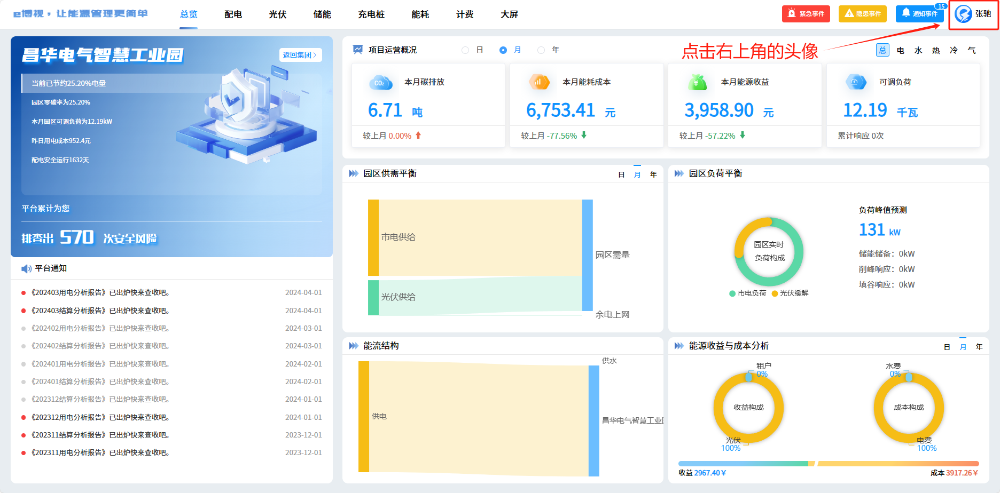 e博视，让能源管理更简单
总览 配电 光伏 储能 充电桩 能耗 计费 大屏
紧急事件 隐患事件 通知事件 15 张驰
点击右上角的头像
昌华电气智慧工业园
返回集团
当前已节约25.20%电量
园区零碳率为25.20%
本月园区可调负荷为12.19kW
昨日用电成本952.4元
配电安全运行1632天
平台累计为您
排查出 570 次安全风险
平台通知
《202403用电分析报告》已出炉快来查收吧。 2024-04-01
《202403结算分析报告》已出炉快来查收吧。 2024-04-01
《202402用电分析报告》已出炉快来查收吧。 2024-03-01
《202402结算分析报告》已出炉快来查收吧。 2024-03-01
《202401用电分析报告》已出炉快来查收吧。 2024-02-01
《202401结算分析报告》已出炉快来查收吧。 2024-02-01
《202312结算分析报告》已出炉快来查收吧。 2024-01-01
《202312用电分析报告》已出炉快来查收吧。 2024-01-01
《202311结算分析报告》已出炉快来查收吧。 2023-12-01
《202311用电分析报告》已出炉快来查收吧。 2023-12-01
项目运营概况 日 月 年
总 电 水 热 冷 气
CO₂ 本月碳排放
6.71 吨
较上月 0.00%
本月能耗成本
6,753.41 元
较上月 -77.56%
¥ 本月能源收益
3,958.90 元
较上月 -57.22%
可调负荷
12.19 千瓦
累计响应 0次
园区供需平衡 日 月 年
市电供给
光伏供给
园区需量
余电上网
园区负荷平衡
园区实时
负荷构成
市电负荷 光伏缓解
负荷峰值预测
131 kW
储能储备：0kW
削峰响应：0kW
填谷响应：0kW
能流结构
供电
供水
昌华电气智慧工业
能源收益与成本分析 日 月 年
租户
0%
收益构成
光伏
100%
水费
0%
成本构成
电费
100%
收益 2967.40￥
成本 3917.26￥